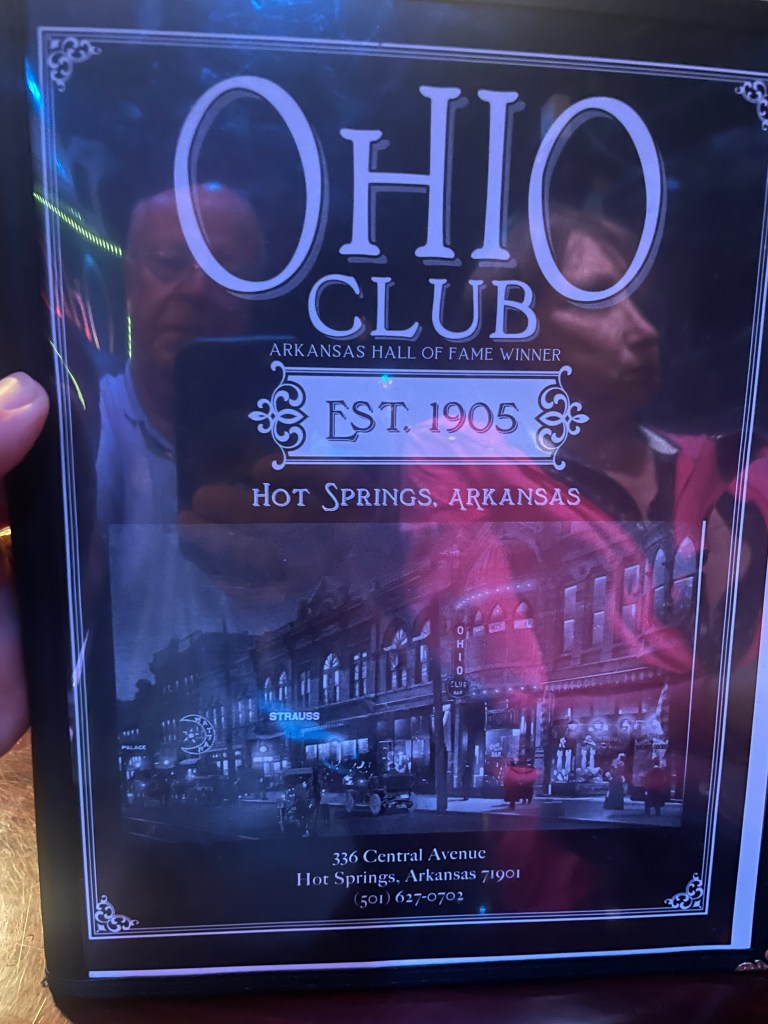 OHIO
CLUB
ARKANSAS HALL OF FAME WINNER
EST. 1905
HOT SPRINGS, ARKANSAS
OHIO
CLUB
BAR
STRAUSS
PALACE
336 Central Avenue
Hot Springs, Arkansas 71901
(501) 627-0702